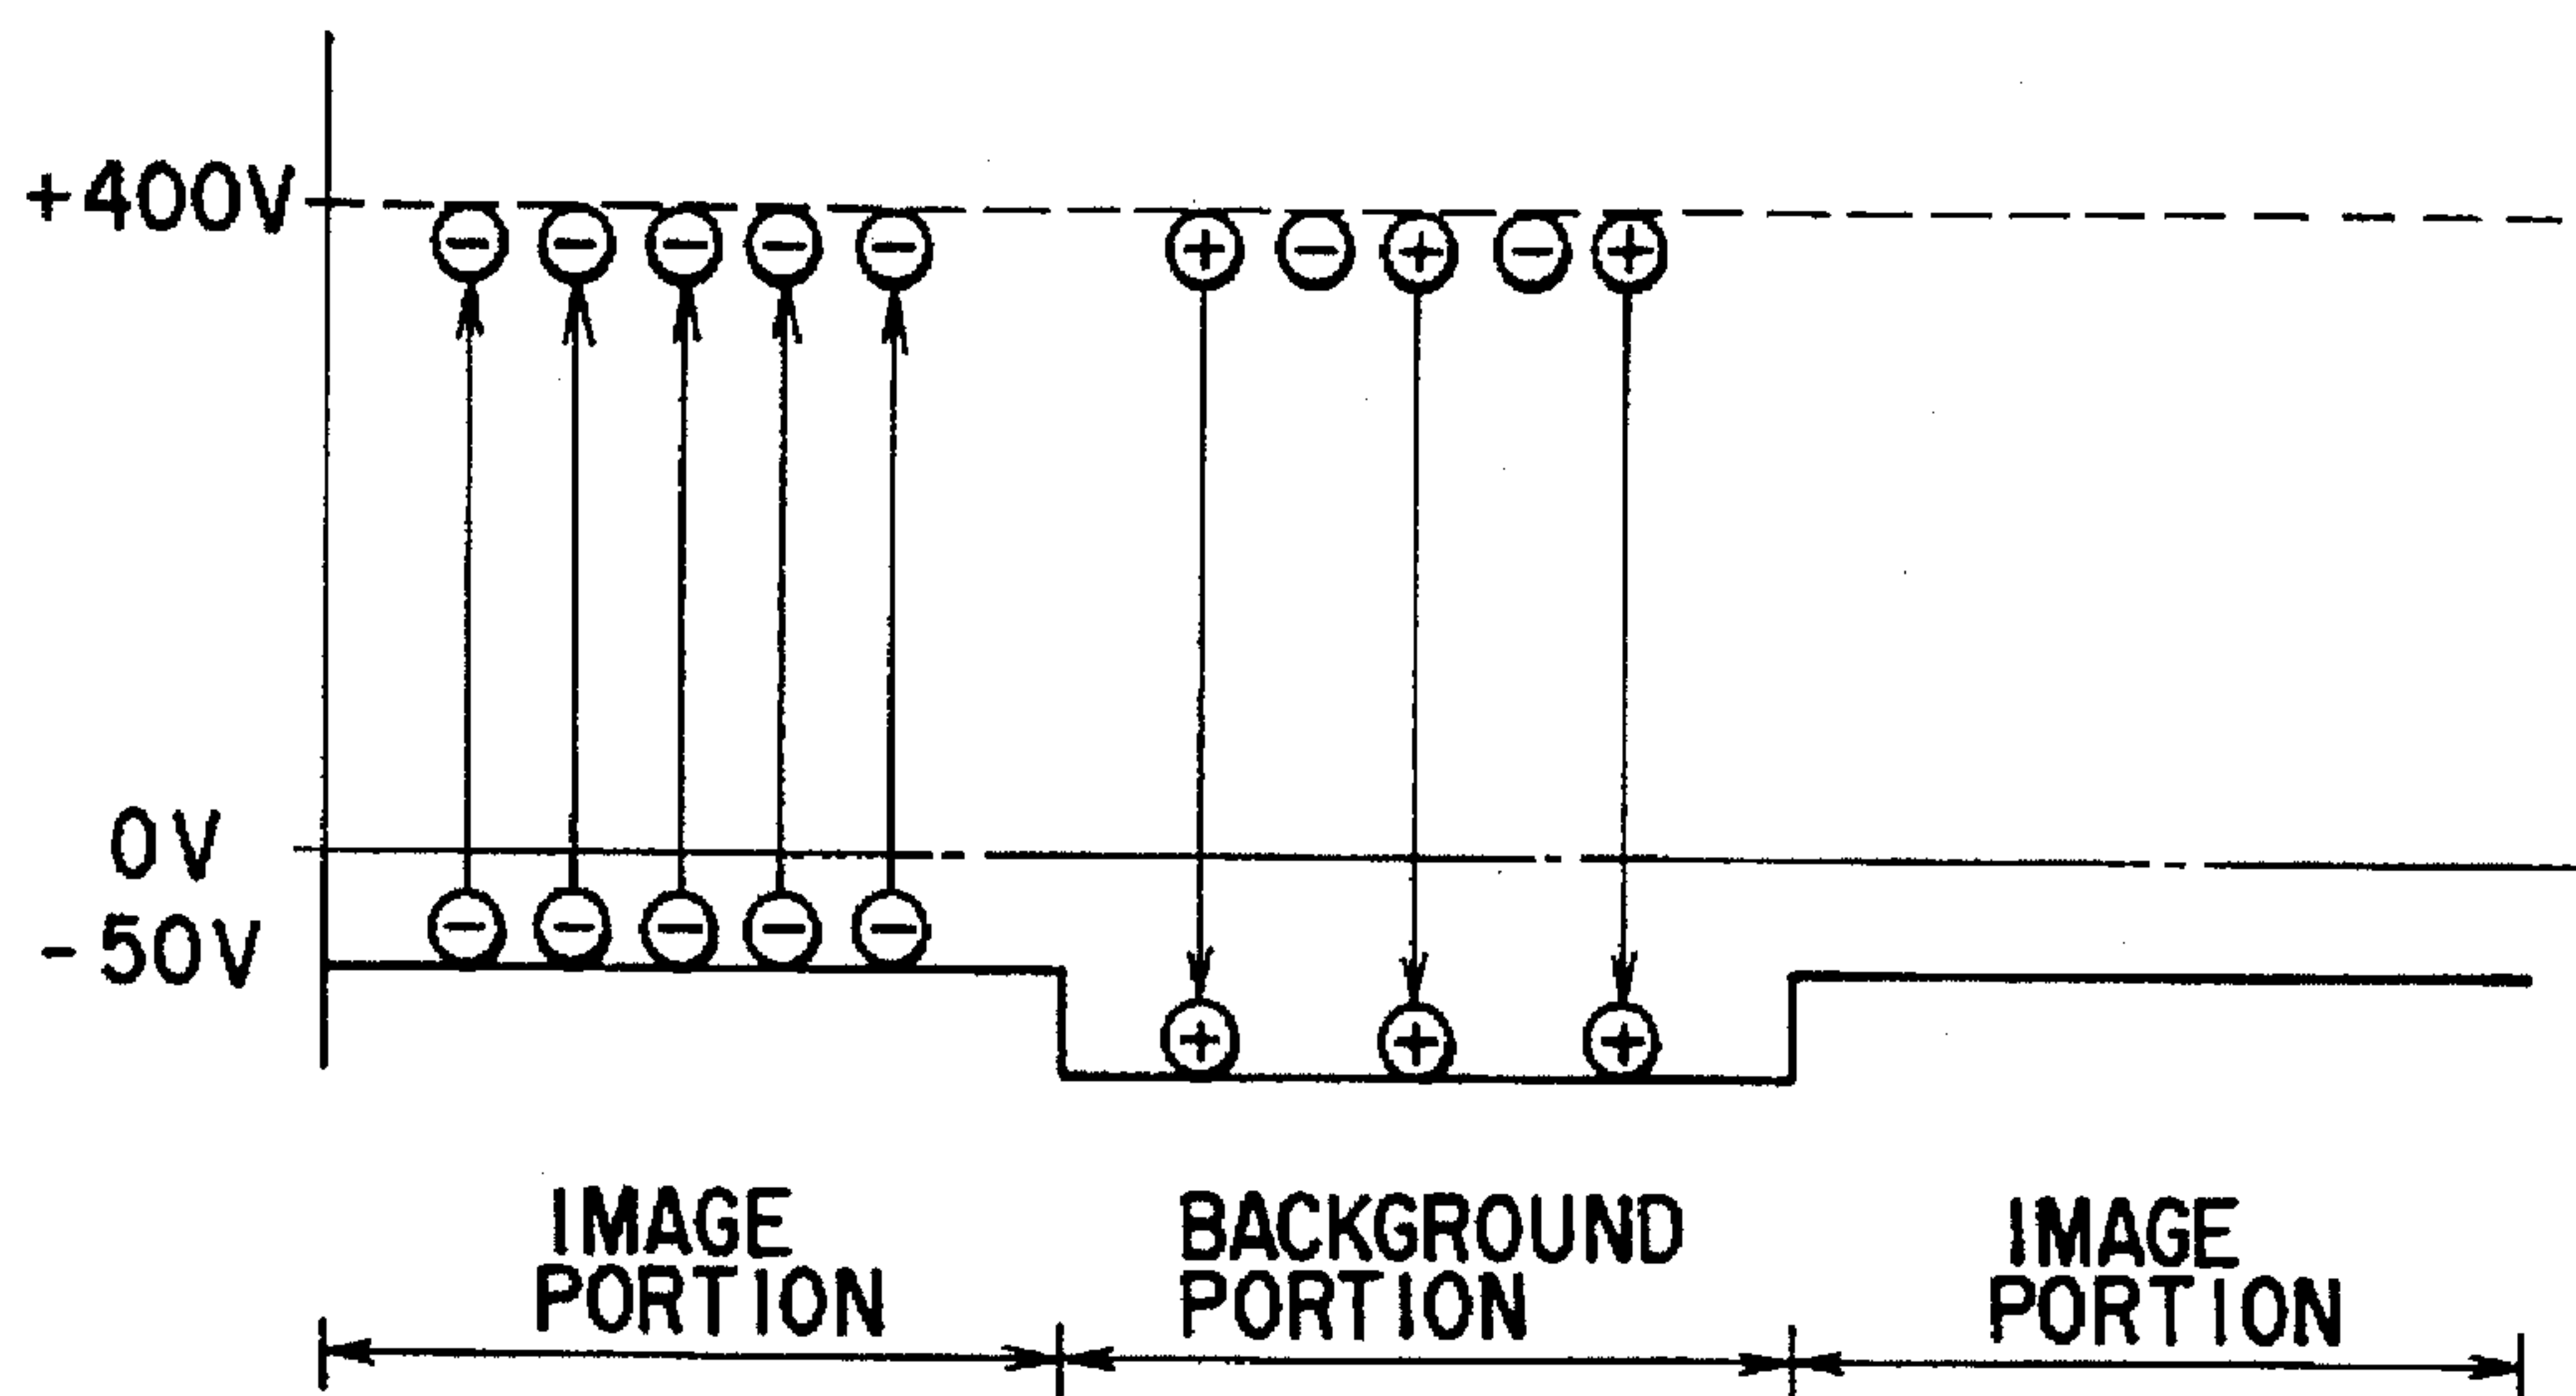 +400V
0V
-50V
IMAGE
PORTION
BACKGROUND
PORTION
IMAGE
PORTION